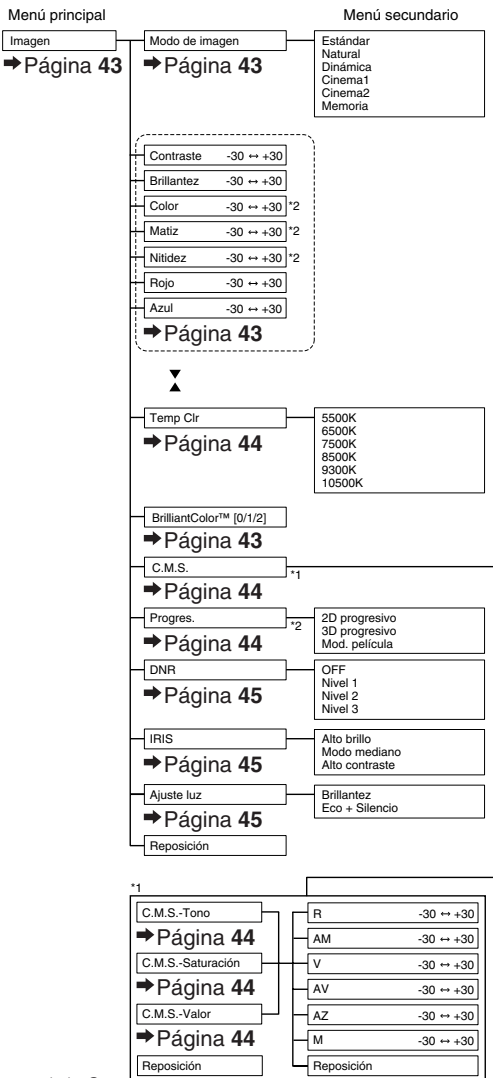 Menú principal
Menú secundario
Imagen
➡Página 43
Modo de imagen
➡Página 43
Estándar
Natural
Dinámica
Cinema1
Cinema2
Memoria
Contraste -30 ↔ +30
Brillantez -30 ↔ +30
Color -30 ↔ +30 *2
Matiz -30 ↔ +30 *2
Nitidez -30 ↔ +30 *2
Rojo -30 ↔ +30
Azul -30 ↔ +30
➡Página 43
Temp Clr
➡Página 44
5500K
6500K
7500K
8500K
9300K
10500K
BrilliantColor™ [0/1/2]
➡Página 43
C.M.S. *1
➡Página 44
Progres. *2
➡Página 44
2D progresivo
3D progresivo
Mod. película
DNR
➡Página 45
OFF
Nivel 1
Nivel 2
Nivel 3
IRIS
➡Página 45
Alto brillo
Modo mediano
Alto contraste
Ajuste luz
➡Página 45
Brillantez
Eco + Silencio
Reposición
*1
C.M.S.-Tono
➡Página 44
C.M.S.-Saturación
➡Página 44
C.M.S.-Valor
➡Página 44
Reposición
R -30 ↔ +30
AM -30 ↔ +30
V -30 ↔ +30
AV -30 ↔ +30
AZ -30 ↔ +30
M -30 ↔ +30
Reposición